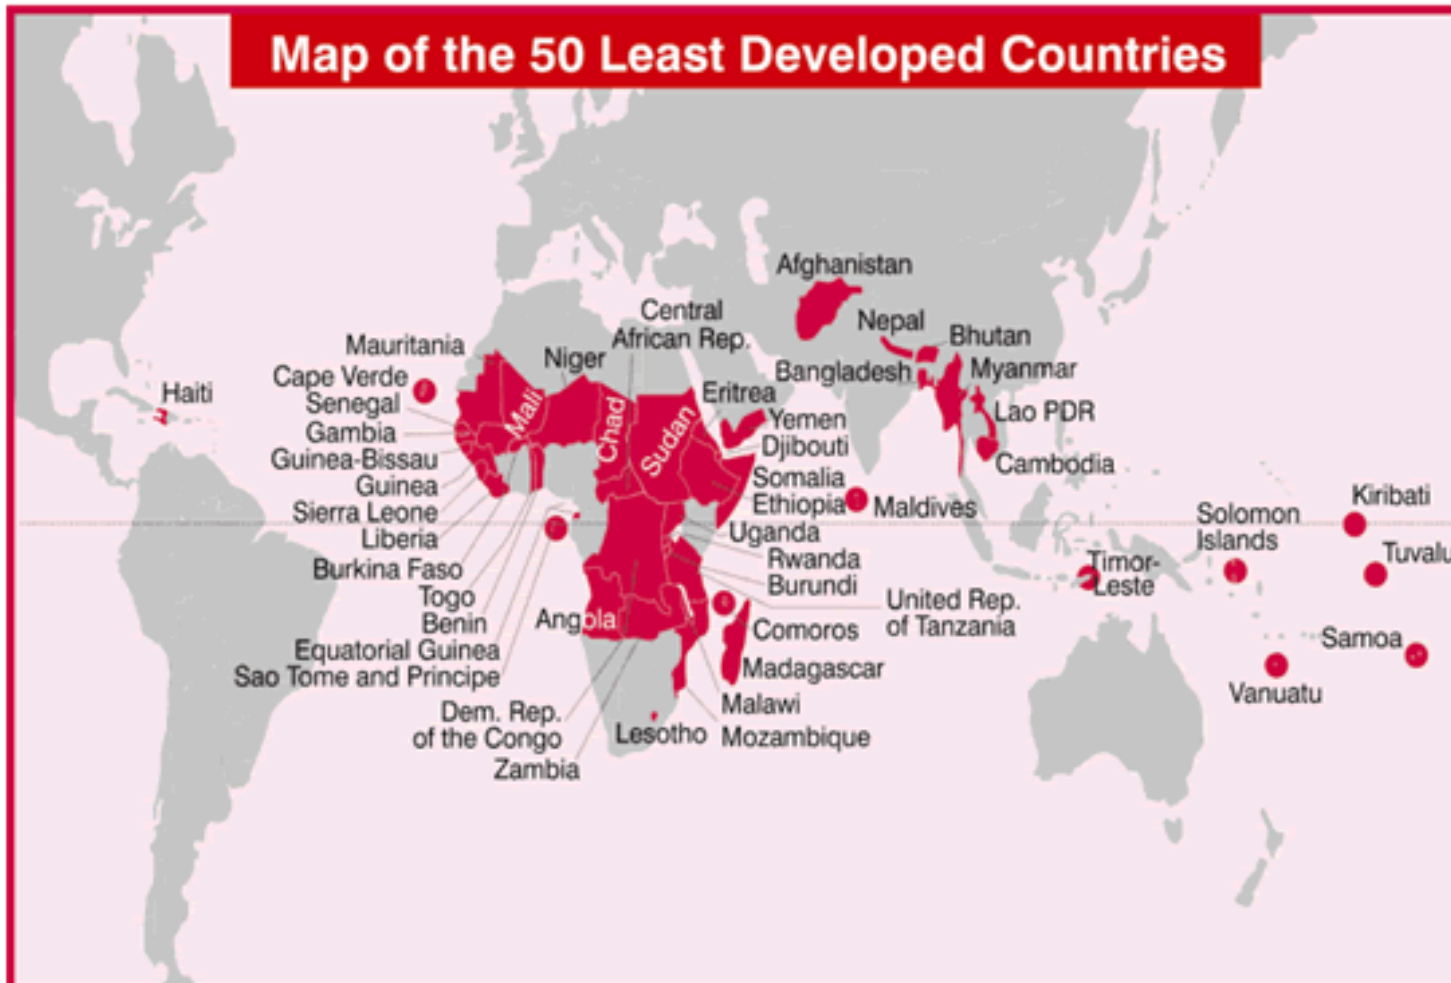 Map of the 50 Least Developed Countries
Afghanistan
Central
African Rep.
Nepal
Bhutan
Mauritania
Niger
Bangladesh
Myanmar
Cape Verde
Haiti
Eritrea
Senegal
Mali
Chad
Sudan
Lao PDR
Yemen
Gambia
Djibouti
Guinea-Bissau
Cambodia
Somalia
Guinea
Ethiopia
Maldives
Kiribati
Sierra Leone
Solomon
Islands
Liberia
Uganda
Tuvalu
Rwanda
Timor-
Leste
Burkina Faso
Burundi
Togo
United Rep.
of Tanzania
Benin
Angola
Comoros
Samoa
Equatorial Guinea
Sao Tome and Principe
Madagascar
Vanuatu
Malawi
Dem. Rep.
of the Congo
Lesotho
Mozambique
Zambia